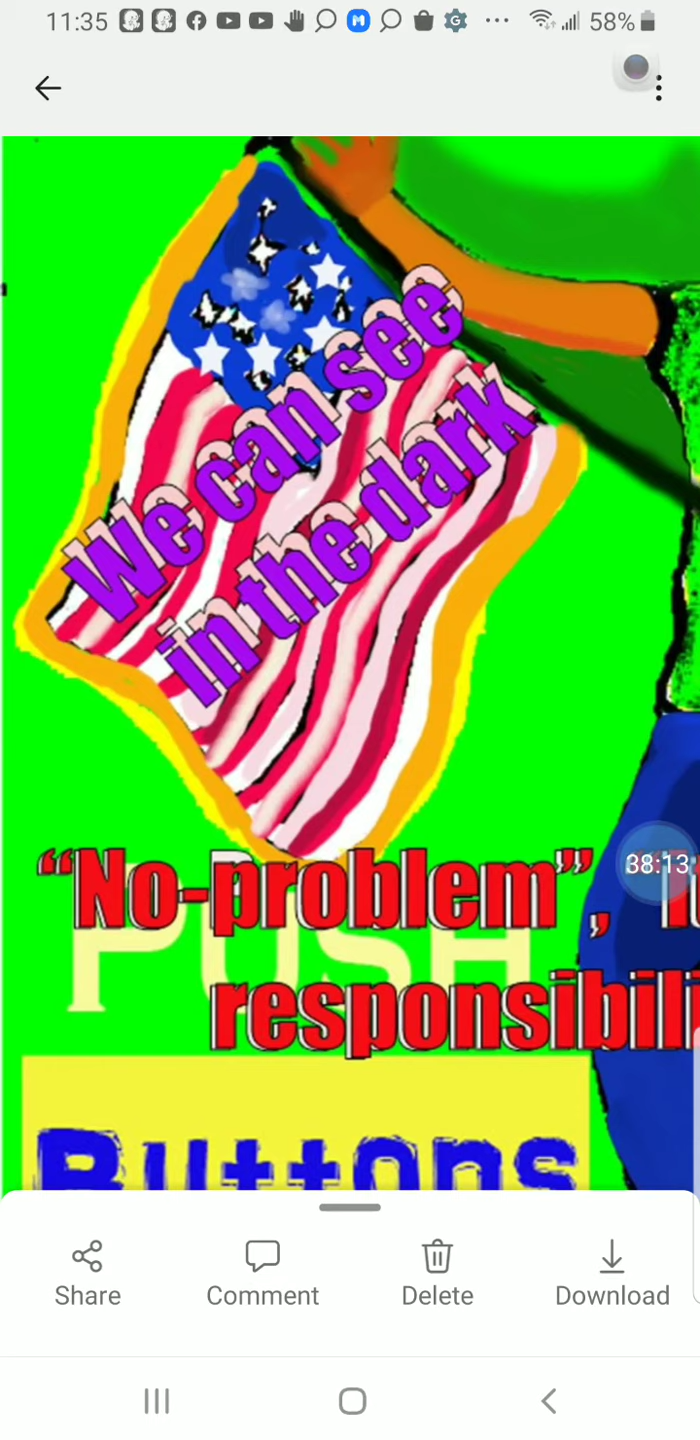 11:35 58%
We can see
in the dark
"No-problem",
38:13
PUSH
responsibili
Buttons
Share Comment Delete Download